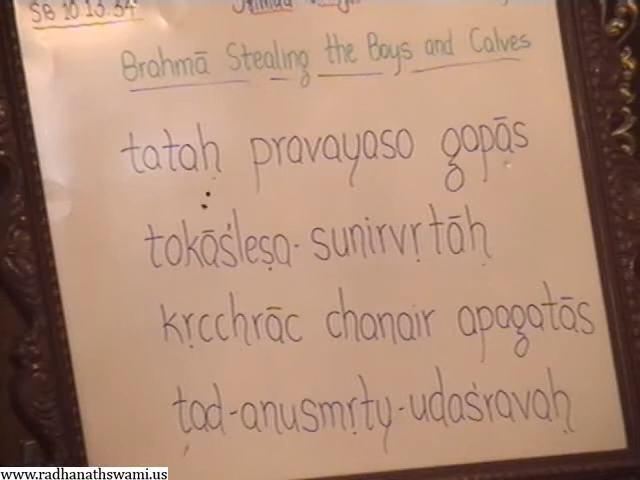 SB 10.13.34
Brahmā Stealing the Boys and Calves
tataḥ pravayaso gopās
tokāśleṣa-sunirvṛtāḥ
kṛcchrāc chanair apagatās
ṭad-anusmṛty-udaśravaḥ
www.radhanathswami.us